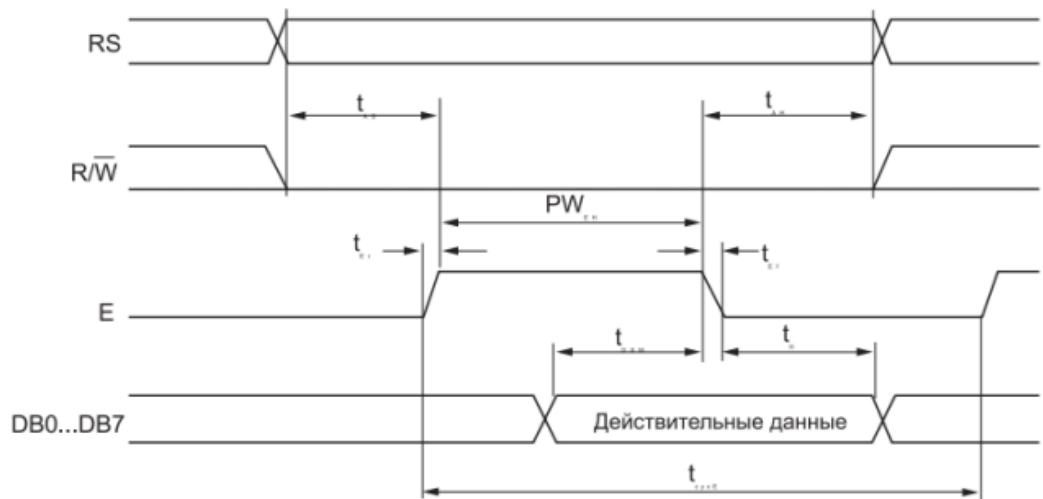 RS
t t
R/W̅
PW
t t
E
t t
DB0...DB7 Действительные данные
t